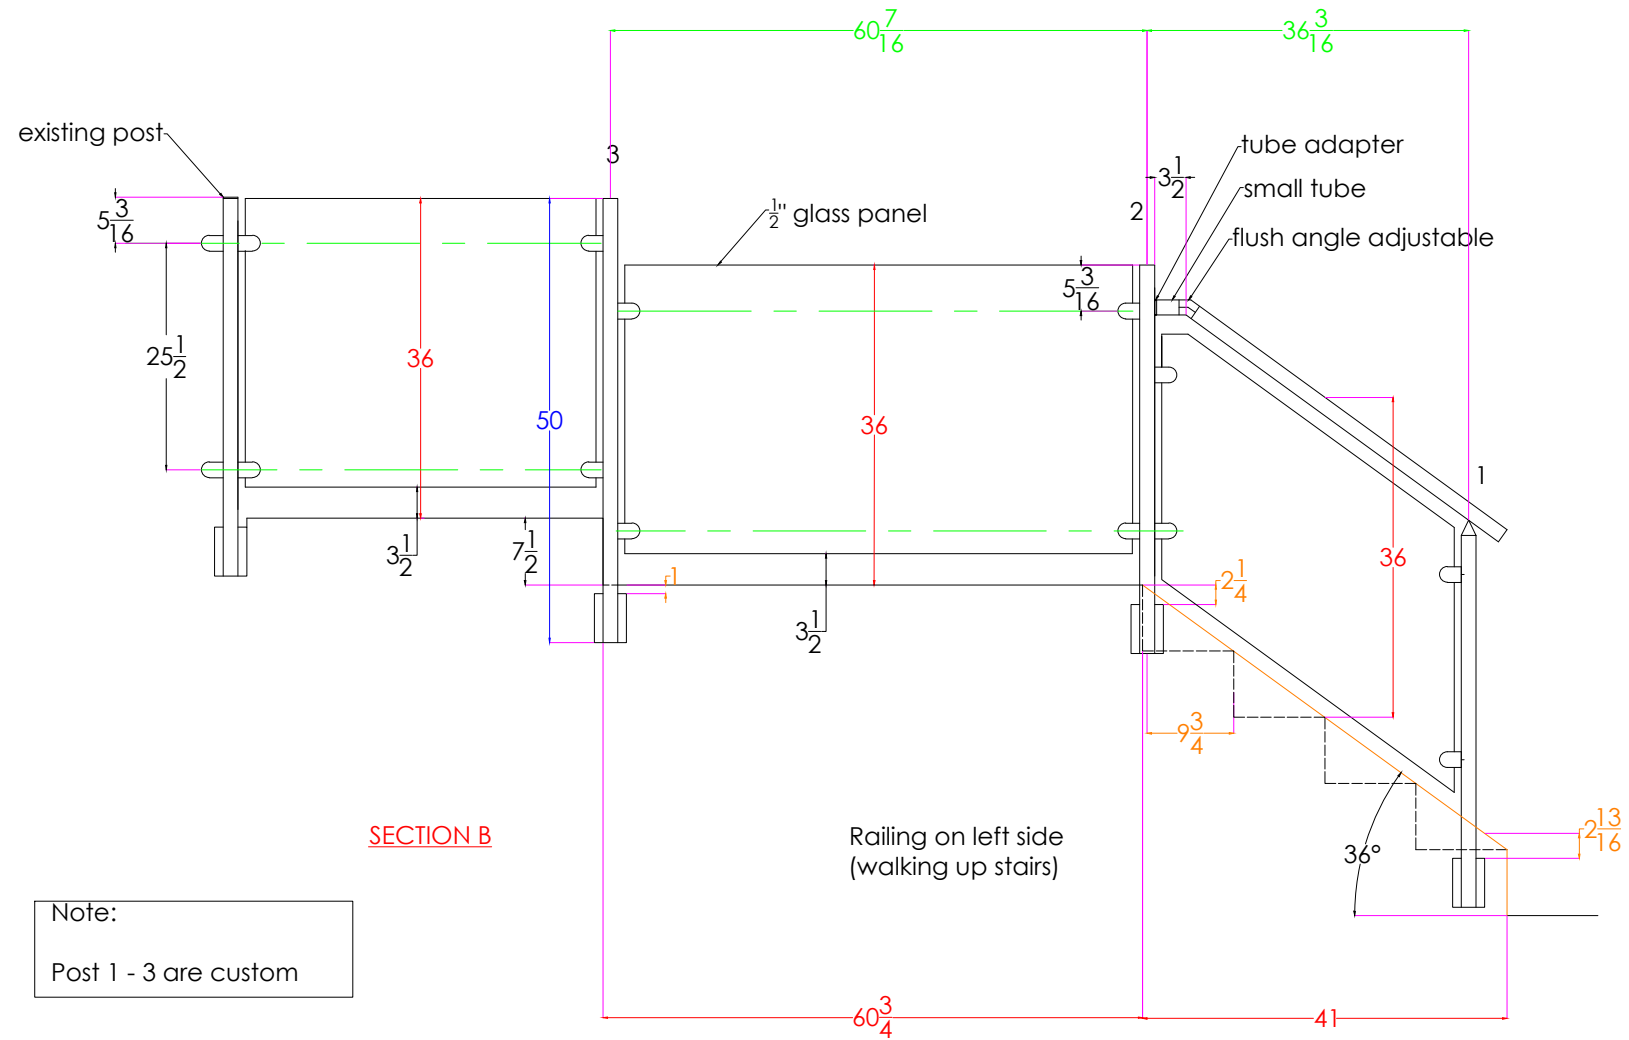 60 7/16
36 3/16
existing post
3
tube adapter
3 1/2
small tube
5 3/16
2
1/2" glass panel
flush angle adjustable
5 3/16
25 1/2
36
50
36
1
3 1/2
7 1/2
1
36
2 1/4
3 1/2
9 3/4
SECTION B
Railing on left side
(walking up stairs)
36°
2 13/16
Note:
Post 1 - 3 are custom
60 3/4
41